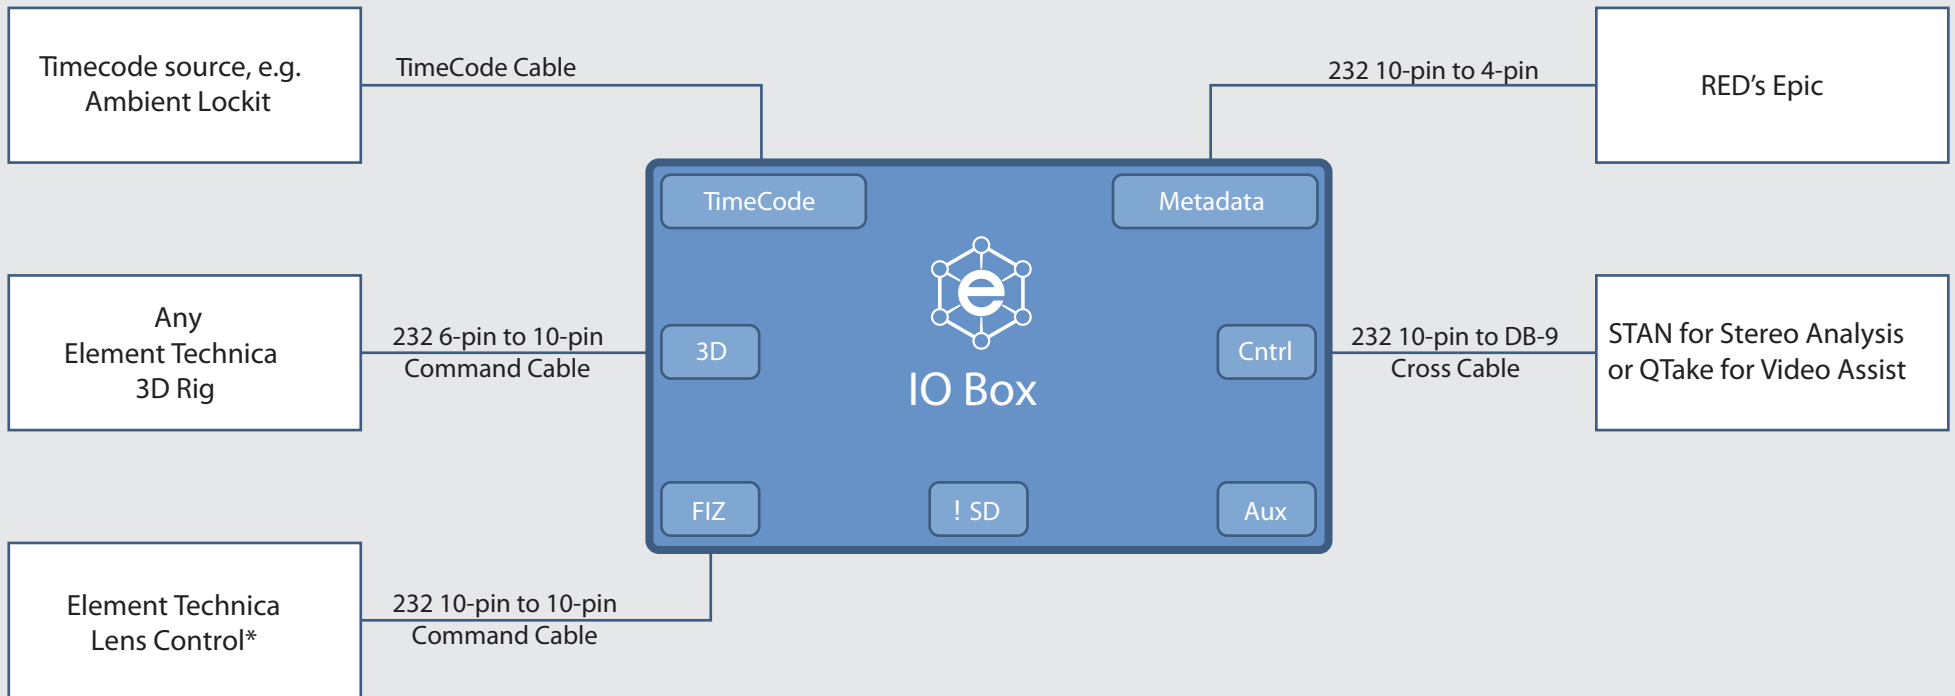 Timecode source, e.g.
Ambient Lockit
TimeCode Cable
232 10-pin to 4-pin
RED’s Epic
TimeCode
Metadata
Any
Element Technica
3D Rig
232 6-pin to 10-pin
Command Cable
3D
e
IO Box
Cntrl
232 10-pin to DB-9
Cross Cable
STAN for Stereo Analysis
or QTake for Video Assist
FIZ
! SD
Aux
Element Technica
Lens Control*
232 10-pin to 10-pin
Command Cable